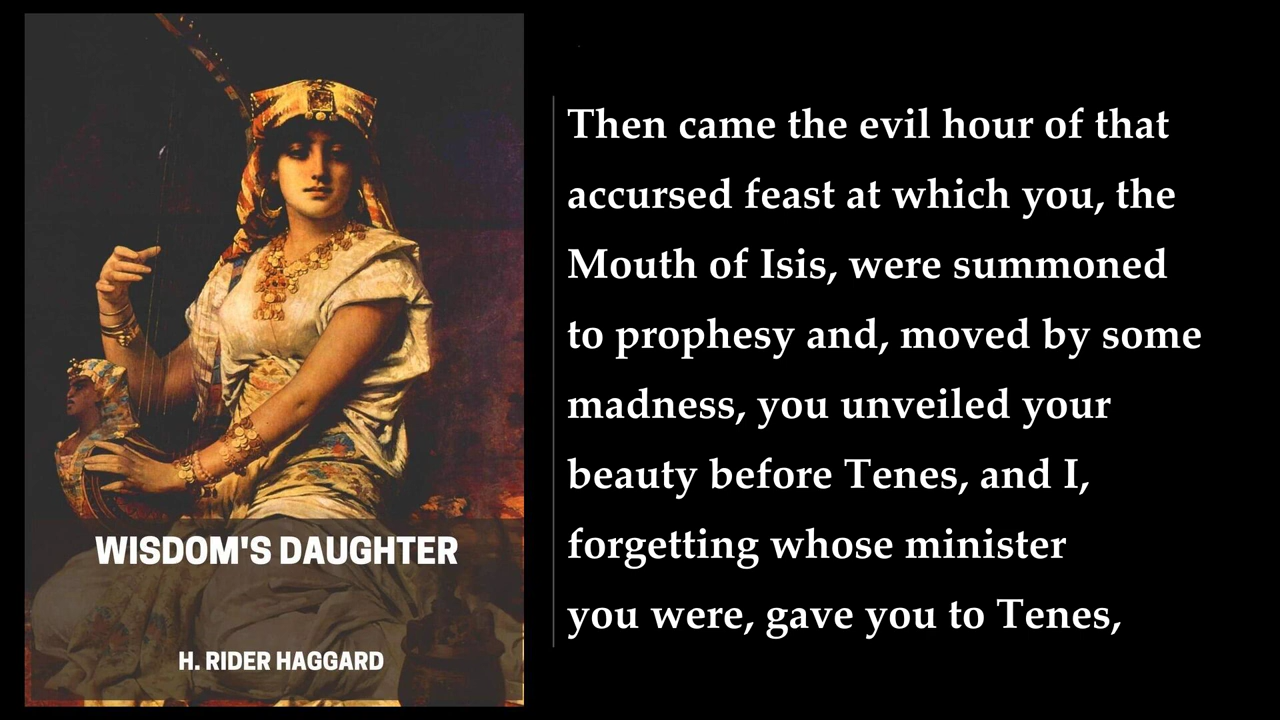 WISDOM'S DAUGHTER
H. RIDER HAGGARD
Then came the evil hour of that
accursed feast at which you, the
Mouth of Isis, were summoned
to prophesy and, moved by some
madness, you unveiled your
beauty before Tenes, and I,
forgetting whose minister
you were, gave you to Tenes,